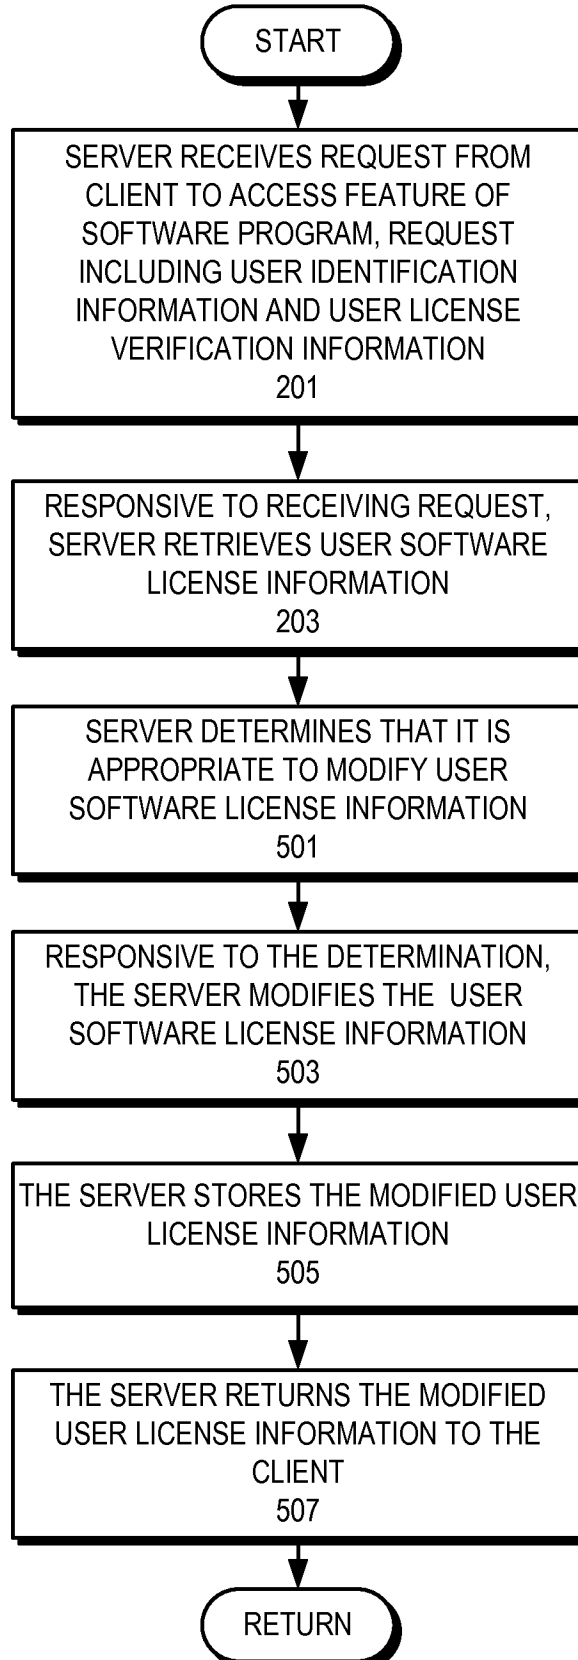 START
SERVER RECEIVES REQUEST FROM
CLIENT TO ACCESS FEATURE OF
SOFTWARE PROGRAM, REQUEST
INCLUDING USER IDENTIFICATION
INFORMATION AND USER LICENSE
VERIFICATION INFORMATION
201
RESPONSIVE TO RECEIVING REQUEST,
SERVER RETRIEVES USER SOFTWARE
LICENSE INFORMATION
203
SERVER DETERMINES THAT IT IS
APPROPRIATE TO MODIFY USER
SOFTWARE LICENSE INFORMATION
501
RESPONSIVE TO THE DETERMINATION,
THE SERVER MODIFIES THE USER
SOFTWARE LICENSE INFORMATION
503
THE SERVER STORES THE MODIFIED USER
LICENSE INFORMATION
505
THE SERVER RETURNS THE MODIFIED
USER LICENSE INFORMATION TO THE
CLIENT
507
RETURN